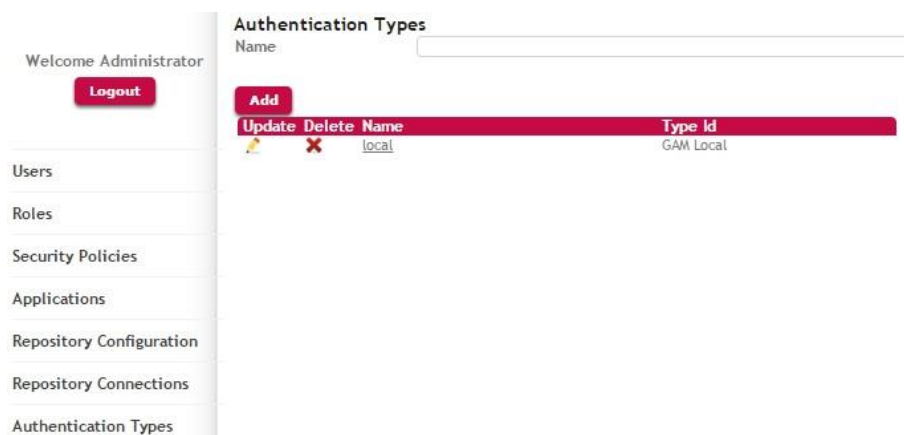 Welcome Administrator
Logout
Users
Roles
Security Policies
Applications
Repository Configuration
Repository Connections
Authentication Types
Authentication Types
Name
Add
Update Delete Name Type Id
local GAM Local